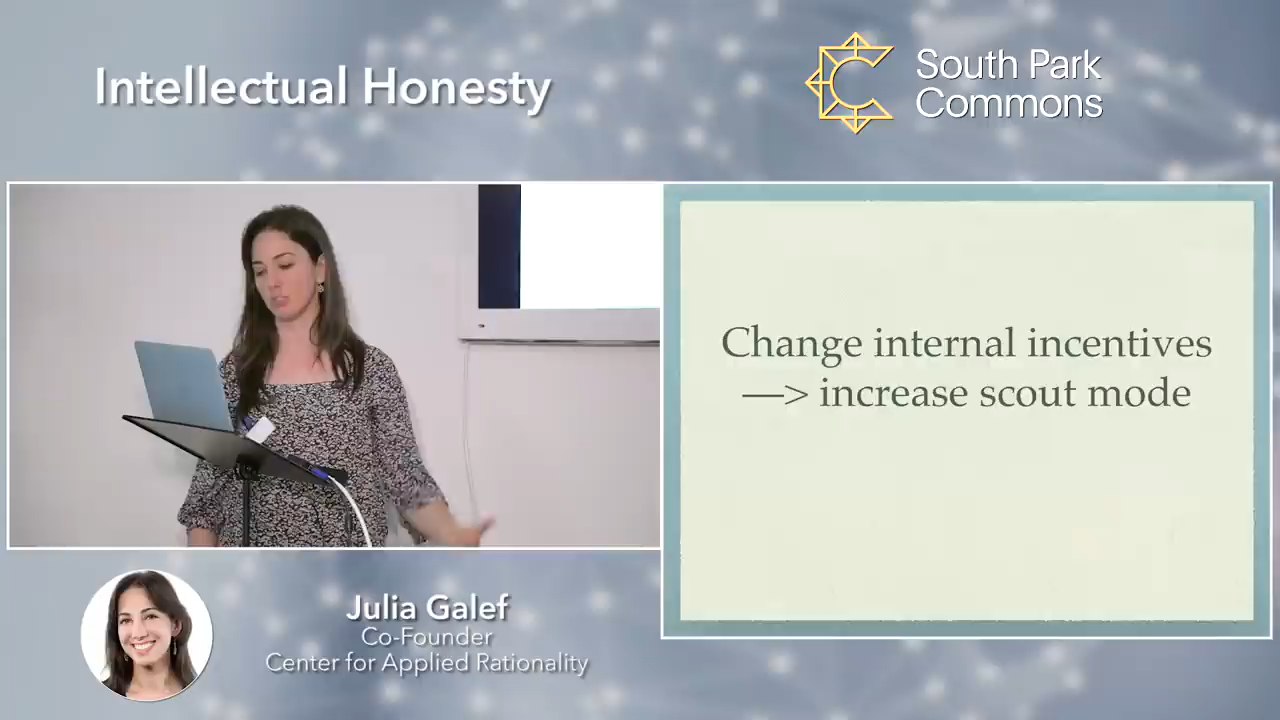 Intellectual Honesty
South Park
Commons
Change internal incentives
—> increase scout mode
Julia Galef
Co-Founder
Center for Applied Rationality